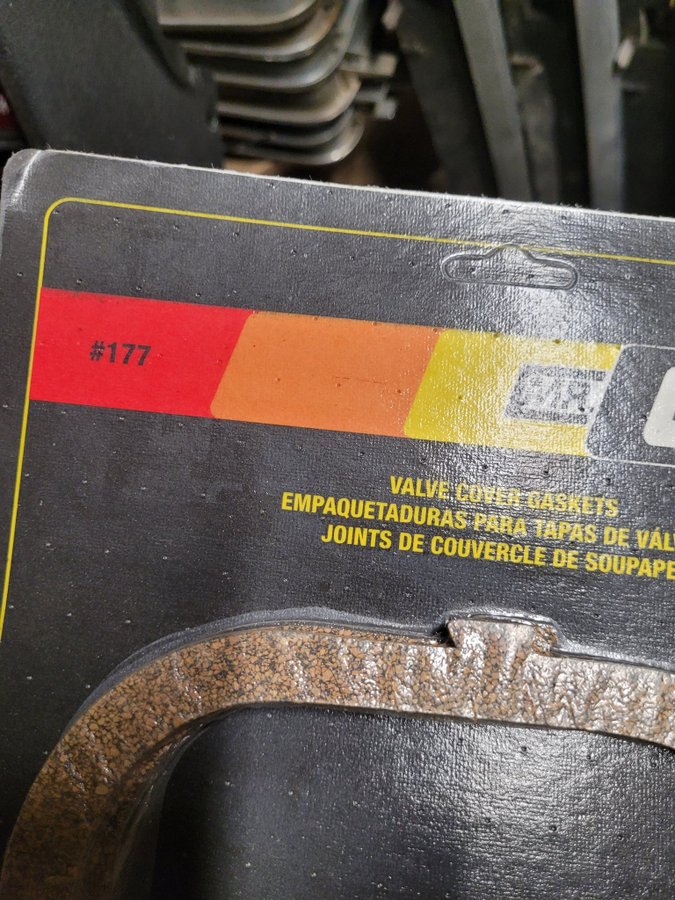 #177
VALVE COVER GASKETS
EMPAQUETADURAS PARA TAPAS DE
JOINTS DE COUVERCLE DE